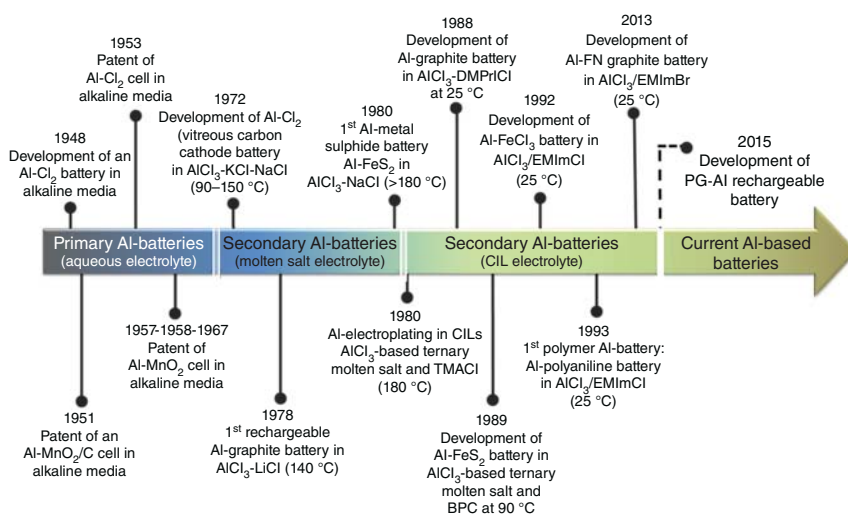 1948
Development of an
Al-Cl₂ battery in
alkaline media
1953
Patent of
Al-Cl₂ cell in
alkaline media
1972
Development of Al-Cl₂
(vitreous carbon
cathode battery
in AlCl₃-KCl-NaCl
(90–150 °C)
1980
1st Al-metal
sulphide battery
Al-FeS₂ in
AlCl₃-NaCl (>180 °C)
1988
Development of
Al-graphite battery
in AlCl₃-DMPrlCl
at 25 °C
1992
Development of
Al-FeCl₃ battery in
AlCl₃/EMImCl
(25 °C)
2013
Development of
Al-FN graphite battery
in AlCl₃/EMImBr
(25 °C)
2015
Development of
PG-Al rechargeable
battery
Primary Al-batteries
(aqueous electrolyte)
Secondary Al-batteries
(molten salt electrolyte)
Secondary Al-batteries
(CIL electrolyte)
Current Al-based
batteries
1951
Patent of an
Al-MnO₂/C cell in
alkaline media
1957-1958-1967
Patent of
Al-MnO₂ cell in
alkaline media
1978
1st rechargeable
Al-graphite battery in
AlCl₃-LiCl (140 °C)
1980
Al-electroplating in CILs
AlCl₃-based ternary
molten salt and TMACl
(180 °C)
1989
Development of
Al-FeS₂ battery in
AlCl₃-based ternary
molten salt and
BPC at 90 °C
1993
1st polymer Al-battery:
Al-polyaniline battery
in AlCl₃/EMImCl
(25 °C)